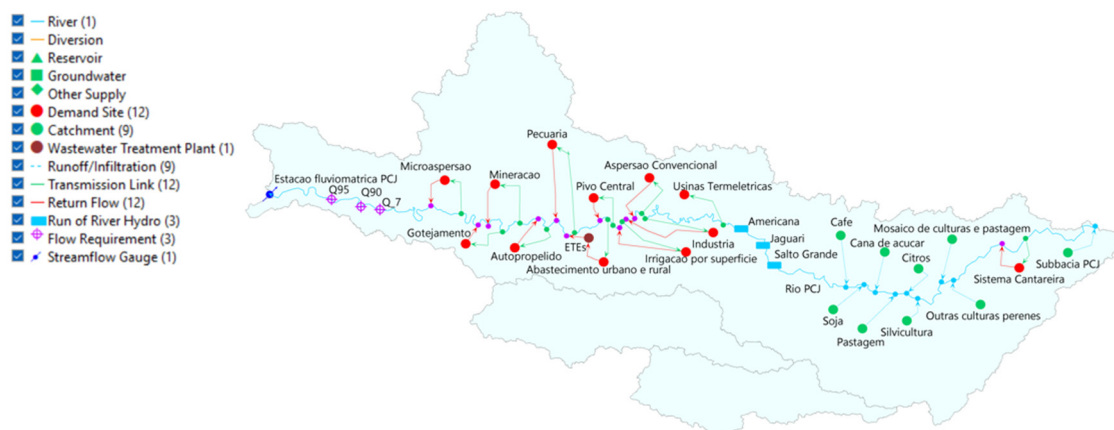 River (1)
Diversion
Reservoir
Groundwater
Other Supply
Demand Site (12)
Catchment (9)
Wastewater Treatment Plant (1)
Runoff/Infiltration (9)
Transmission Link (12)
Return Flow (12)
Run of River Hydro (3)
Flow Requirement (3)
Streamflow Gauge (1)
Pecuaria
Microaspersao
Mineracao
Aspersao Convencional
Pivo Central
Usinas Termeletricas
Estacao fluviomatrica PCJ
Q95
Q90
Q_7
Gotejamento
Autopropelido
ETEs
Abastecimento urbano e rural
Industria
Irrigacao por superficie
Americana
Jaguari
Salto Grande
Rio PCJ
Cafe
Mosaico de culturas e pastagem
Cana de acucar
Citros
Subbacia PCJ
Sistema Cantareira
Outras culturas perenes
Soja
Silvicultura
Pastagem